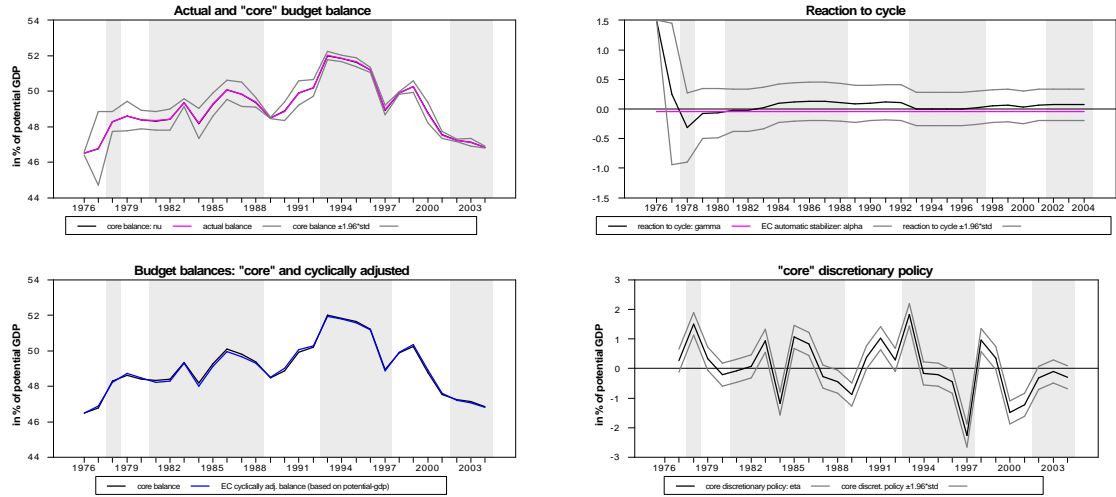 Actual and "core" budget balance
in % of potential GDP
54
52
50
48
46
44
1976 1979 1982 1985 1988 1991 1994 1997 2000 2003
core balance: nu actual balance core balance ±1.96*std
Reaction to cycle
1.5
1.0
0.5
0.0
-0.5
-1.0
-1.5
1976 1978 1980 1982 1984 1986 1988 1990 1992 1994 1996 1998 2000 2002 2004
reaction to cycle: gamma EC automatic stabilizer: alpha reaction to cycle ±1.96*std
Budget balances: "core" and cyclically adjusted
in % of potential GDP
54
52
50
48
46
44
1976 1979 1982 1985 1988 1991 1994 1997 2000 2003
core balance EC cyclically adj. balance (based on potential-gdp)
"core" discretionary policy
in % of potential GDP
3
2
1
0
-1
-2
-3
1976 1979 1982 1985 1988 1991 1994 1997 2000 2003
core discretionary policy: eta core discret. policy ±1.96*std